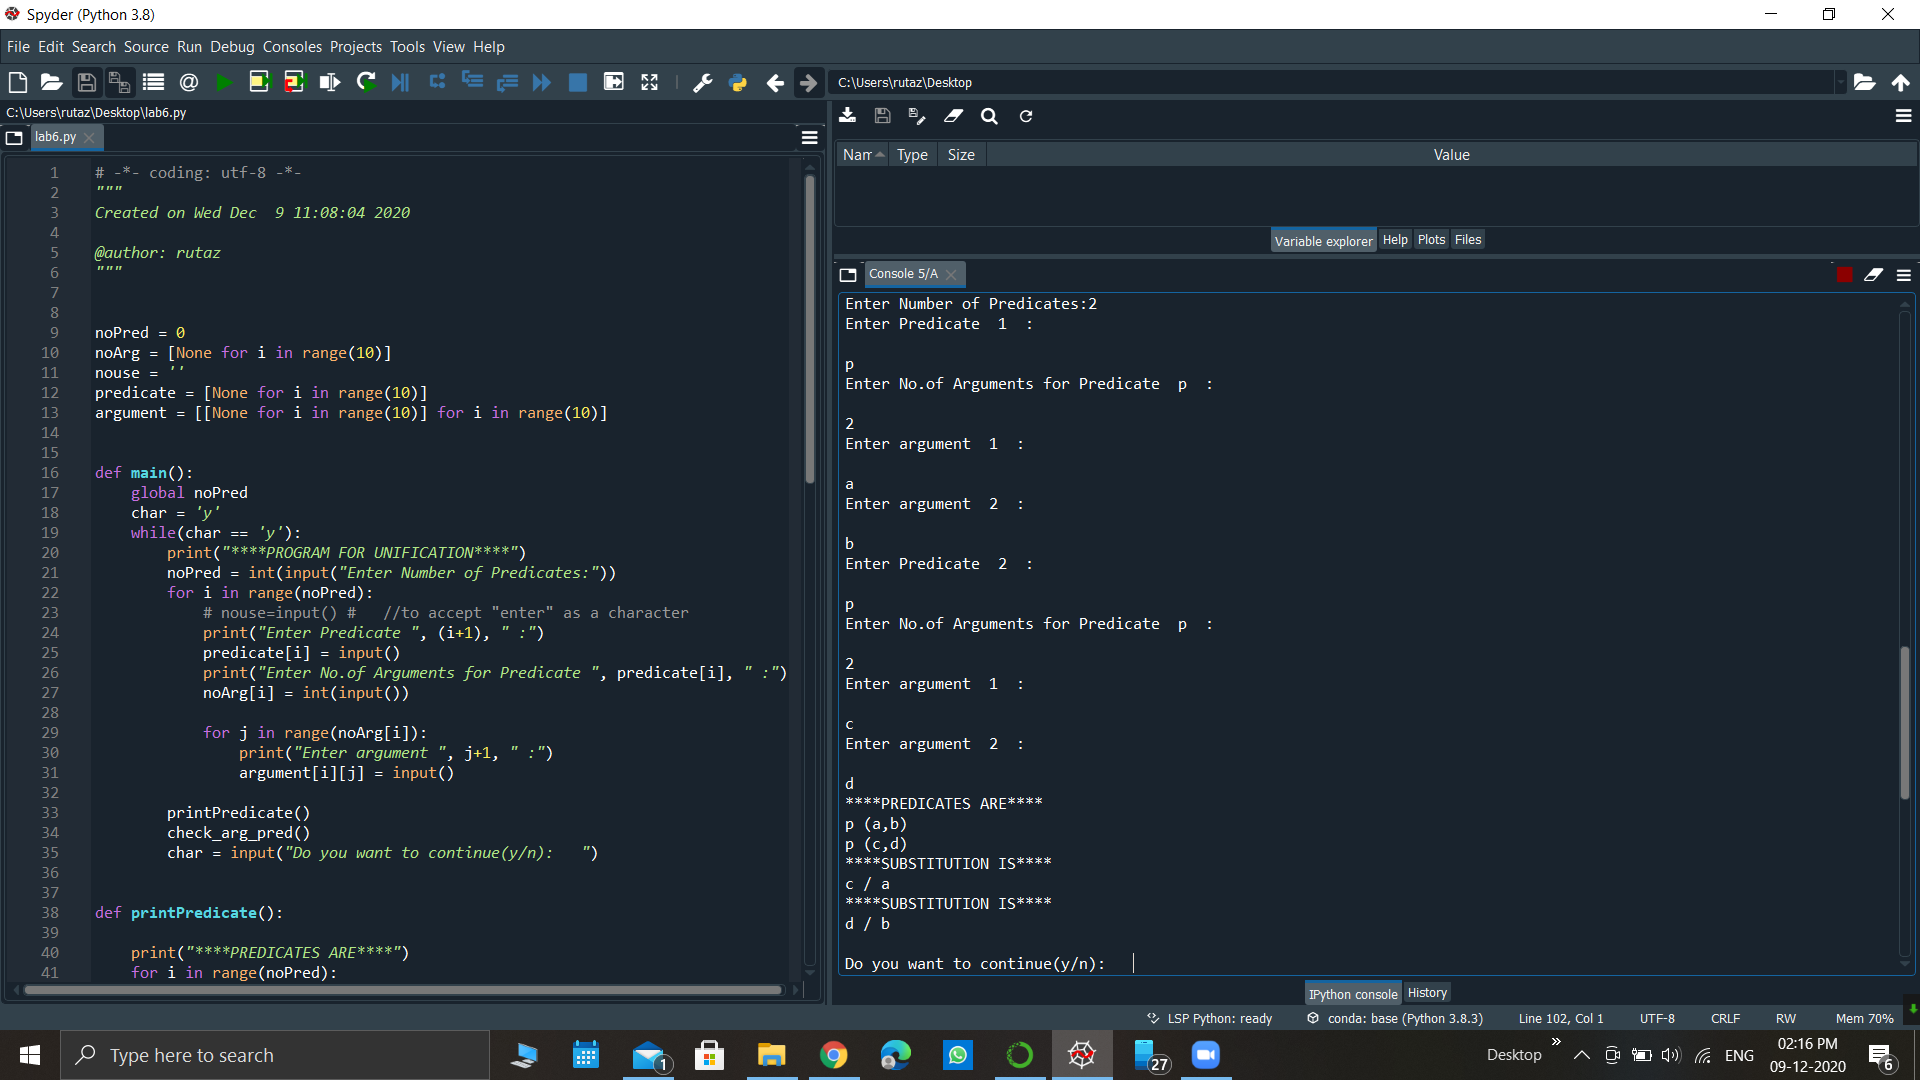 Spyder (Python 3.8)
File Edit Search Source Run Debug Consoles Projects Tools View Help
C:\Users\rutaz\Desktop
C:\Users\rutaz\Desktop\lab6.py
lab6.py
1 # -*- coding: utf-8 -*-
2 """
3 Created on Wed Dec  9 11:08:04 2020
4
5 @author: rutaz
6 """
7
8
9 noPred = 0
10 noArg = [None for i in range(10)]
11 nouse = ''
12 predicate = [None for i in range(10)]
13 argument = [[None for i in range(10)] for i in range(10)]
14
15
16 def main():
17     global noPred
18     char = 'y'
19     while(char == 'y'):
20         print("****PROGRAM FOR UNIFICATION****")
21         noPred = int(input("Enter Number of Predicates:"))
22         for i in range(noPred):
23             # nouse=input() #   //to accept "enter" as a character
24             print("Enter Predicate ", (i+1), " :")
25             predicate[i] = input()
26             print("Enter No.of Arguments for Predicate ", predicate[i], " :")
27             noArg[i] = int(input())
28
29             for j in range(noArg[i]):
30                 print("Enter argument ", j+1, " :")
31                 argument[i][j] = input()
32
33         printPredicate()
34         check_arg_pred()
35         char = input("Do you want to continue(y/n):   ")
36
37
38 def printPredicate():
39
40     print("****PREDICATES ARE****")
41     for i in range(noPred):
Nam Type Size Value
Variable explorer Help Plots Files
Console 5/A
Enter Number of Predicates:2
Enter Predicate  1  :
p
Enter No.of Arguments for Predicate  p  :
2
Enter argument  1  :
a
Enter argument  2  :
b
Enter Predicate  2  :
p
Enter No.of Arguments for Predicate  p  :
2
Enter argument  1  :
c
Enter argument  2  :
d
****PREDICATES ARE****
p (a,b)
p (c,d)
****SUBSTITUTION IS****
c / a
****SUBSTITUTION IS****
d / b
Do you want to continue(y/n):
IPython console History
LSP Python: ready conda: base (Python 3.8.3) Line 102, Col 1 UTF-8 CRLF RW Mem 70%
Type here to search
1
27
Desktop
ENG
02:16 PM
09-12-2020
6